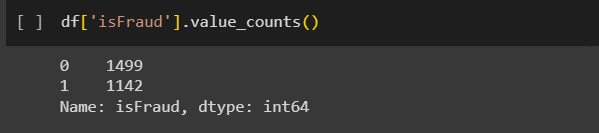 [ ] df['isFraud'].value_counts()
0    1499
1    1142
Name: isFraud, dtype: int64